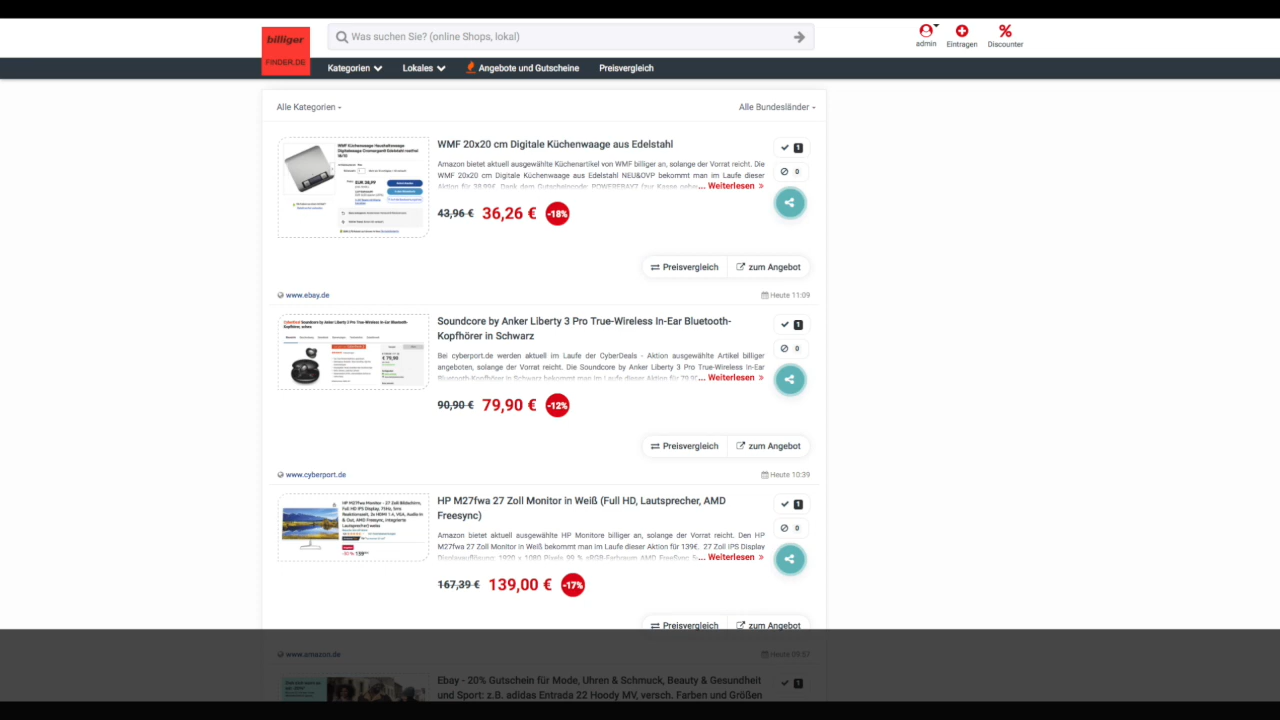 billiger
FINDER.DE
Was suchen Sie? (online Shops, lokal)
admin
Eintragen
Discounter
Kategorien
Lokales
Angebote und Gutscheine
Preisvergleich
Alle Kategorien
Alle Bundesländer
WMF 20x20 cm Digitale Küchenwaage aus Edelstahl
Amazon bietet aktuell ausgewählte Küchenartikel von WMF billiger an, solange der Vorrat reicht. Die
WMF 20x20 cm Digitale Küchenwaage aus Edelstahl NEU&OVP bekommt man im Laufe dieser
... Weiterlesen »
43,96 € 36,26 € -18%
1
0
Preisvergleich
zum Angebot
www.ebay.de
Heute 11:09
Soundcore by Anker Liberty 3 Pro True-Wireless In-Ear Bluetooth-
Kopfhörer in Schwarz
Bei cyberport.de werden aktuell im Laufe der CyberDeals - Aktion ausgewählte Artikel billiger
angeboten, solange der Vorrat reicht. Die Soundcore by Anker Liberty 3 Pro True-Wireless In-Ear
... Weiterlesen »
90,90 € 79,90 € -12%
1
0
Preisvergleich
zum Angebot
www.cyberport.de
Heute 10:39
HP M27fwa 27 Zoll Monitor in Weiß (Full HD, Lautsprecher, AMD
Freesync)
Amazon bietet aktuell ausgewählte HP Monitore billiger an, solange der Vorrat reicht. Den HP
M27fwa 27 Zoll Monitor in Weiß bekommt man im Laufe dieser Aktion für 139€. 27 Zoll IPS Display
... Weiterlesen »
167,39 € 139,00 € -17%
1
0
Preisvergleich
zum Angebot
www.amazon.de
Heute 09:57
Ebay - 20% Gutschein für Mode, Uhren & Schmuck, Beauty & Gesundheit
und Sport: z.B. adidas Entrada 22 Hoody MV, versch. Farben und Größen
1